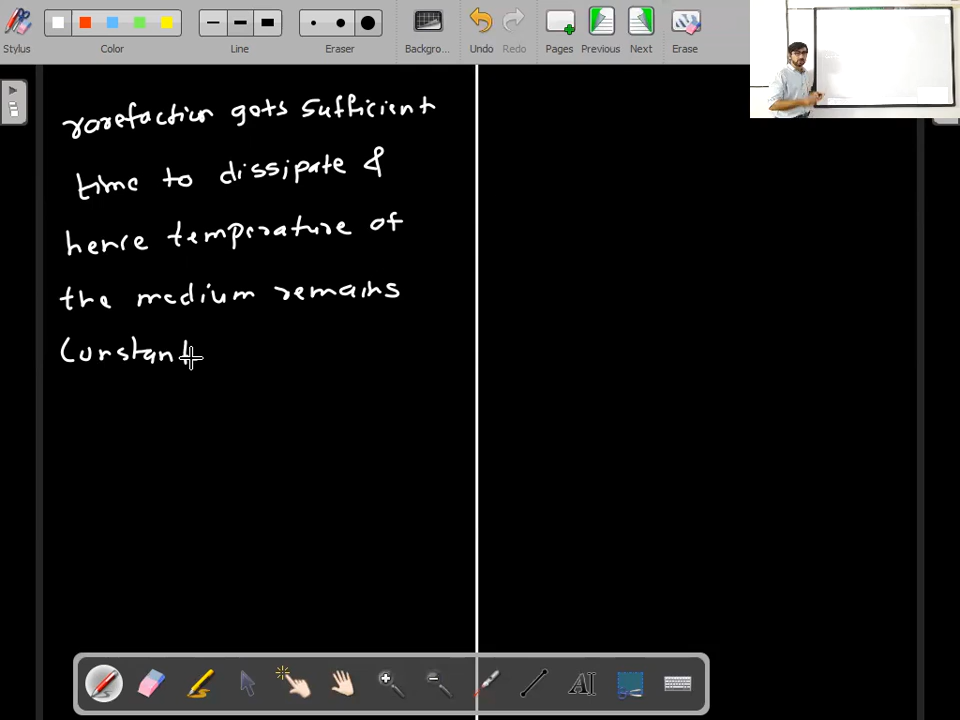 Stylus
Color
Line
Eraser
Backgro...
Undo
Redo
Pages
Previous
Next
Erase
rarefaction gets sufficient
time to dissipate &
hence temperature of
the medium remains
Constant
AI